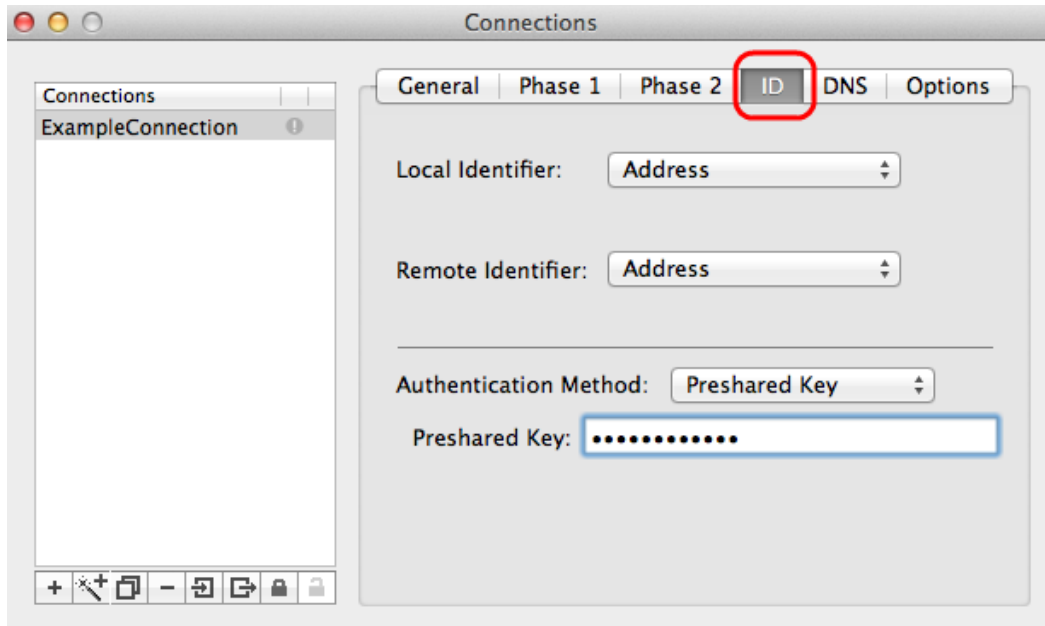 Connections
General Phase 1 Phase 2 ID DNS Options
Connections
ExampleConnection
Local Identifier: Address
Remote Identifier: Address
Authentication Method: Preshared Key
Preshared Key: ••••••••••••